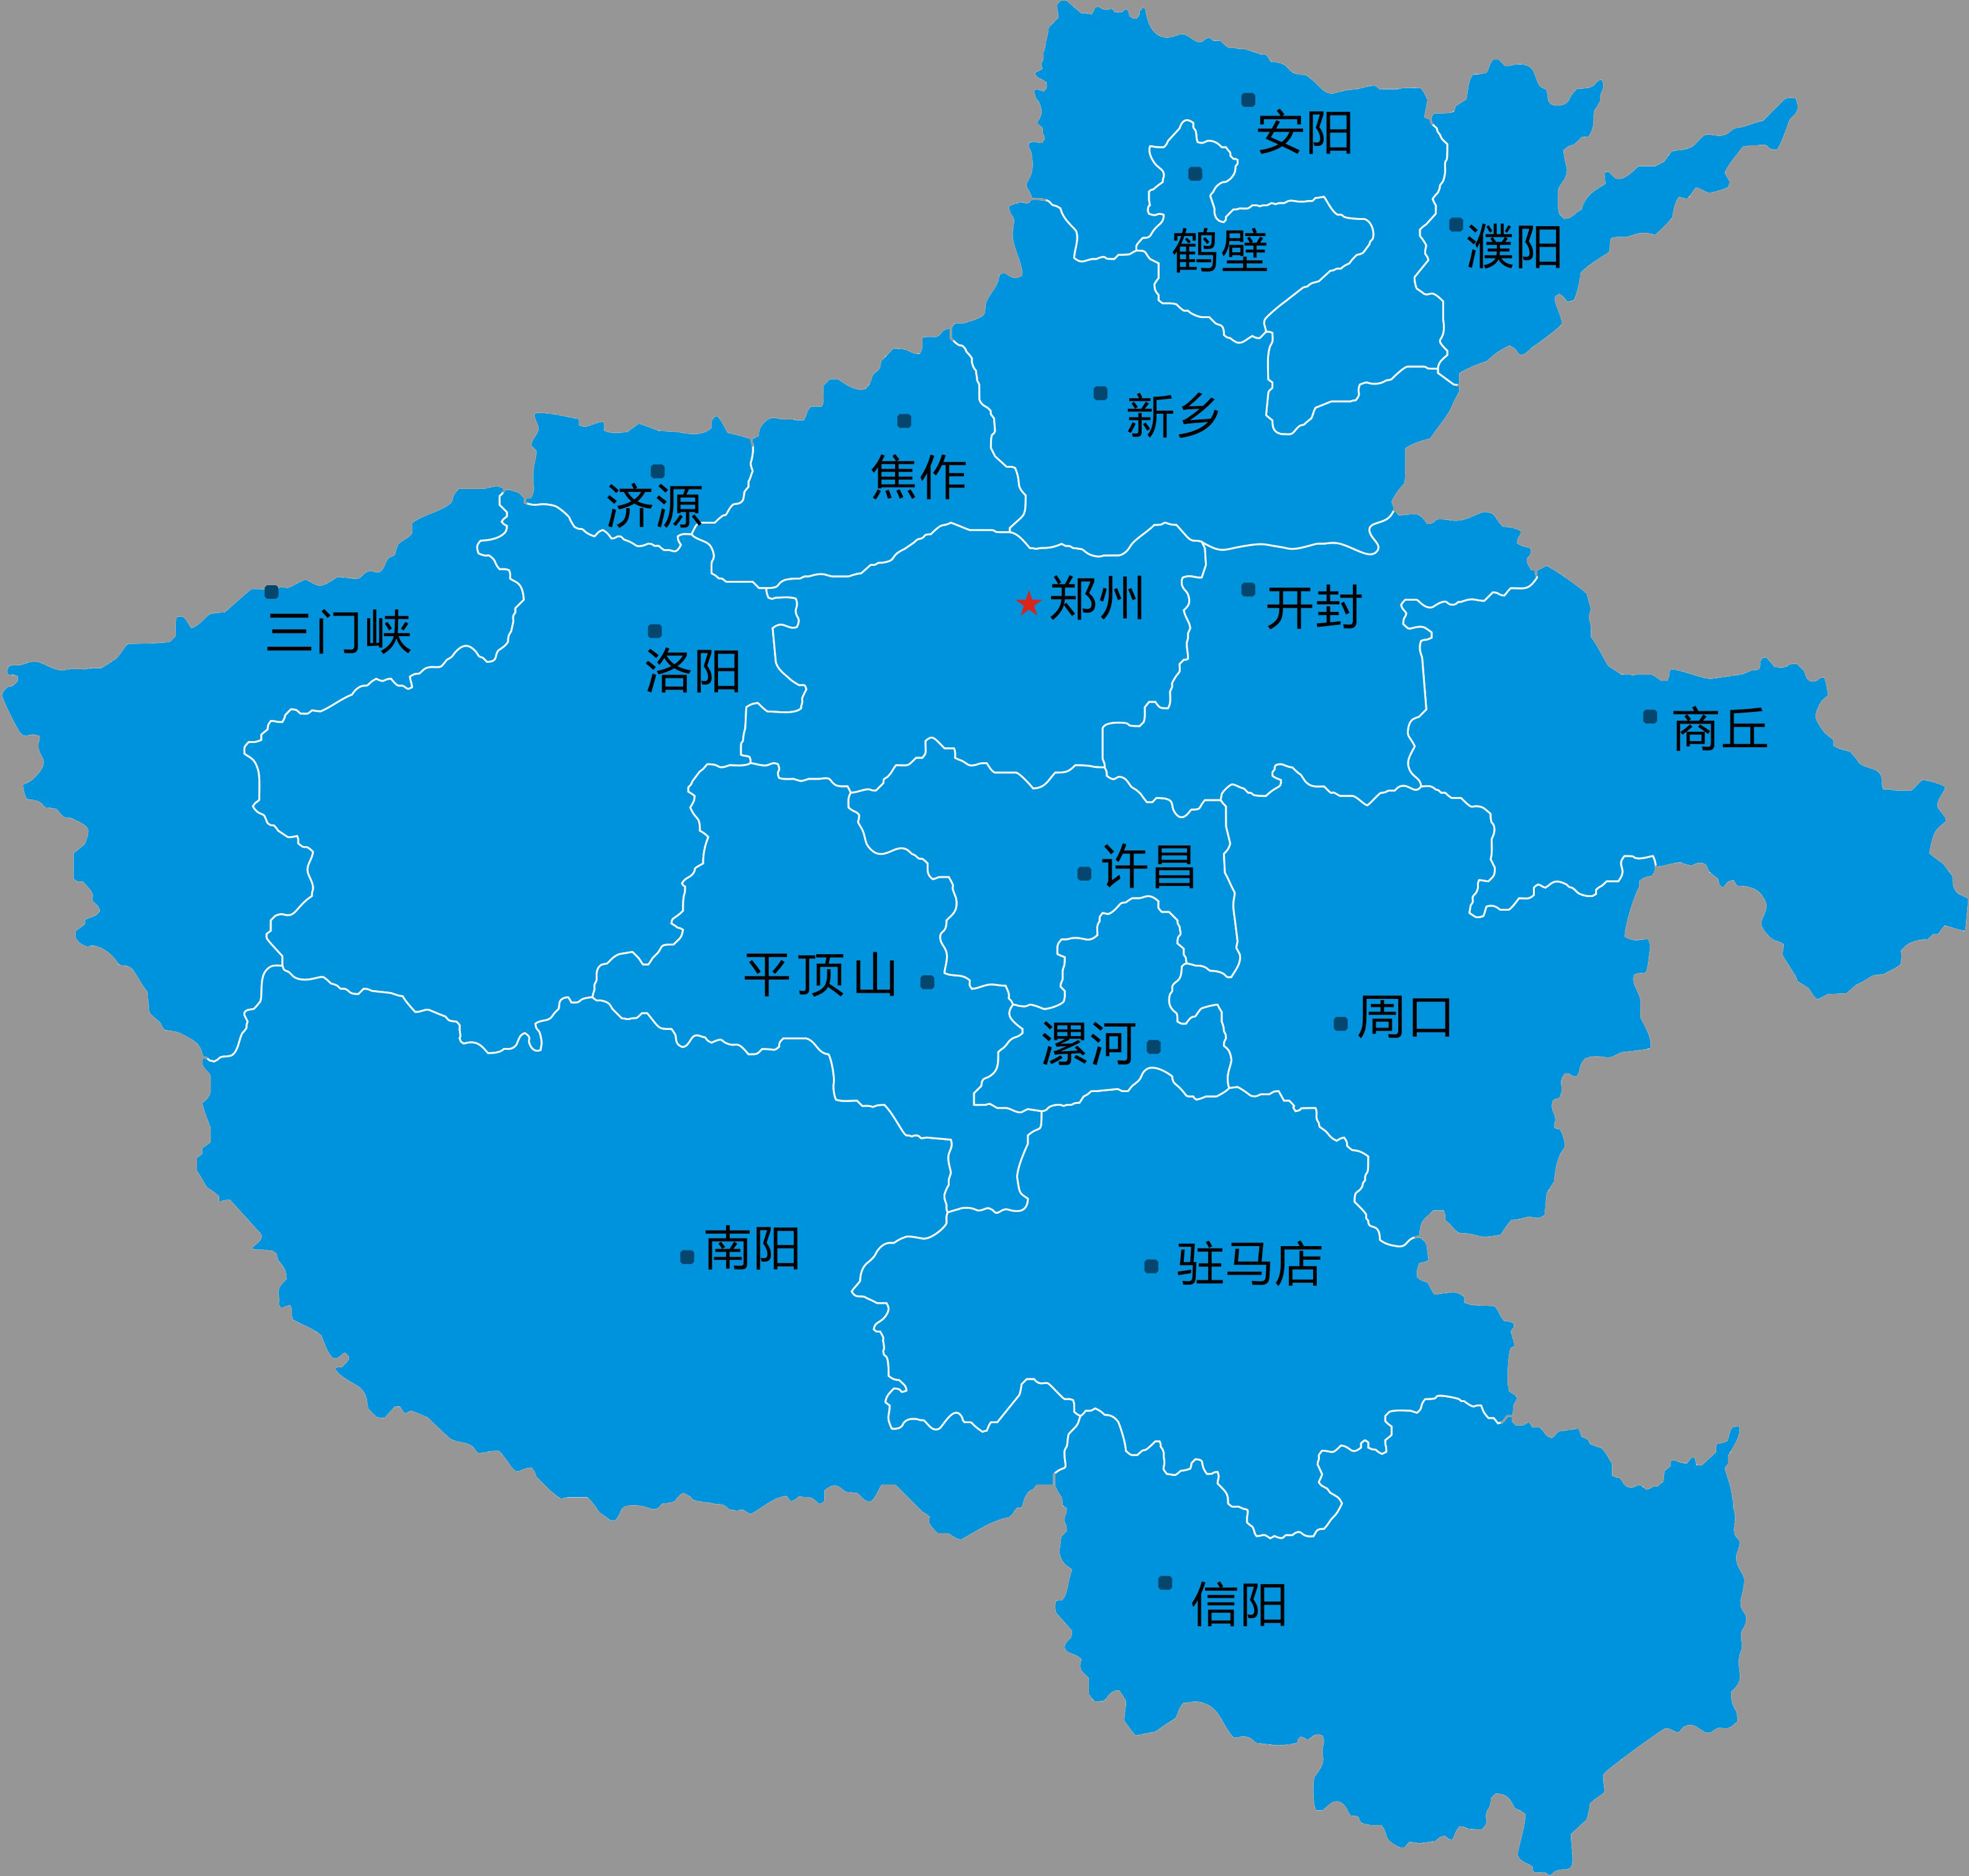 安阳
鹤壁
濮阳
新乡
焦作
济源
郑州
开封
三门峡
洛阳
商丘
许昌
平顶山
周口
漯河
南阳
驻马店
信阳